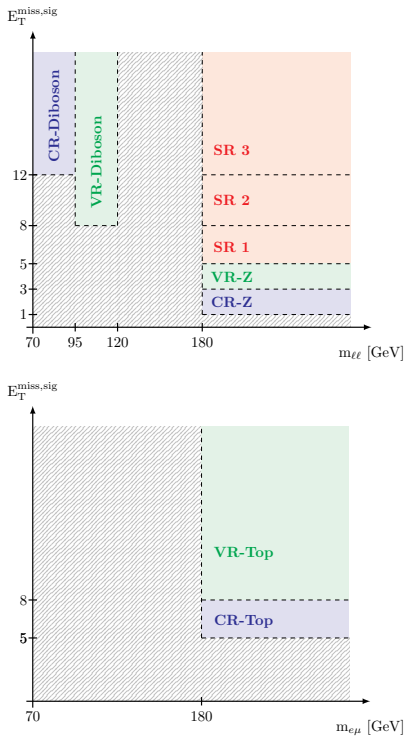 E_T^miss,sig
CR-Diboson
VR-Diboson
SR 3
12
SR 2
8
SR 1
5
VR-Z
3
CR-Z
1
70 95 120 180
m_ℓℓ [GeV]
E_T^miss,sig
VR-Top
8
CR-Top
5
70 180
m_eμ [GeV]